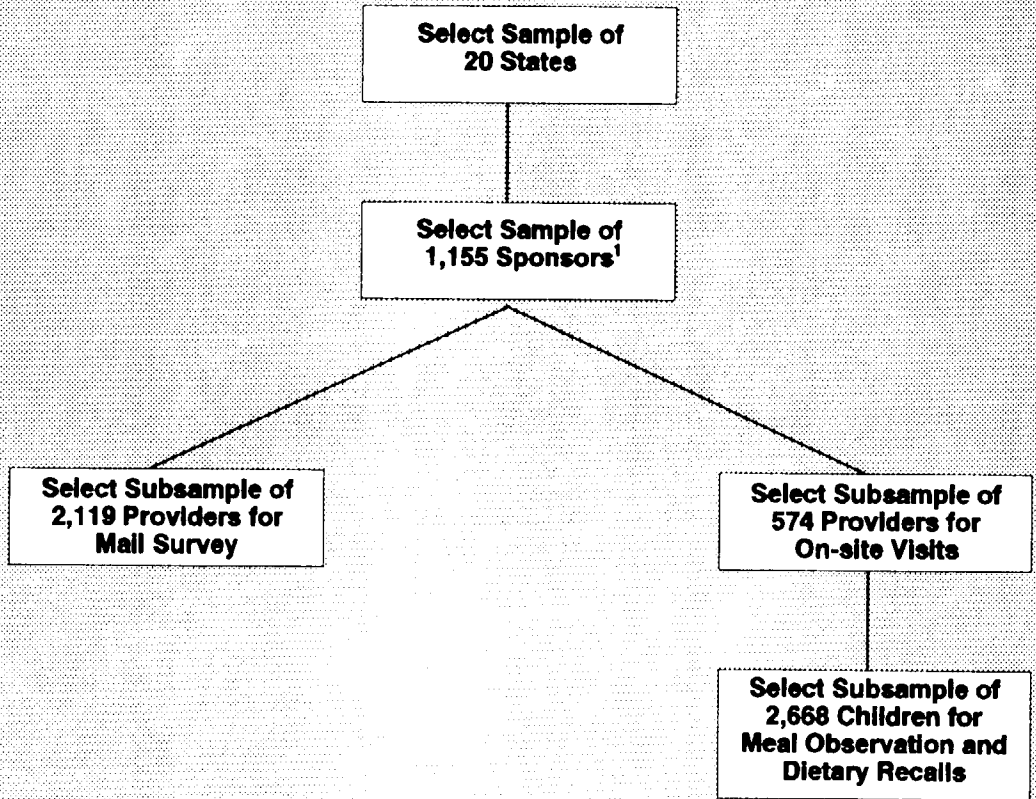 Select Sample of
20 States
Select Sample of
1,155 Sponsors¹
Select Subsample of
2,119 Providers for
Mail Survey
Select Subsample of
574 Providers for
On-site Visits
Select Subsample of
2,668 Children for
Meal Observation and
Dietary Recalls